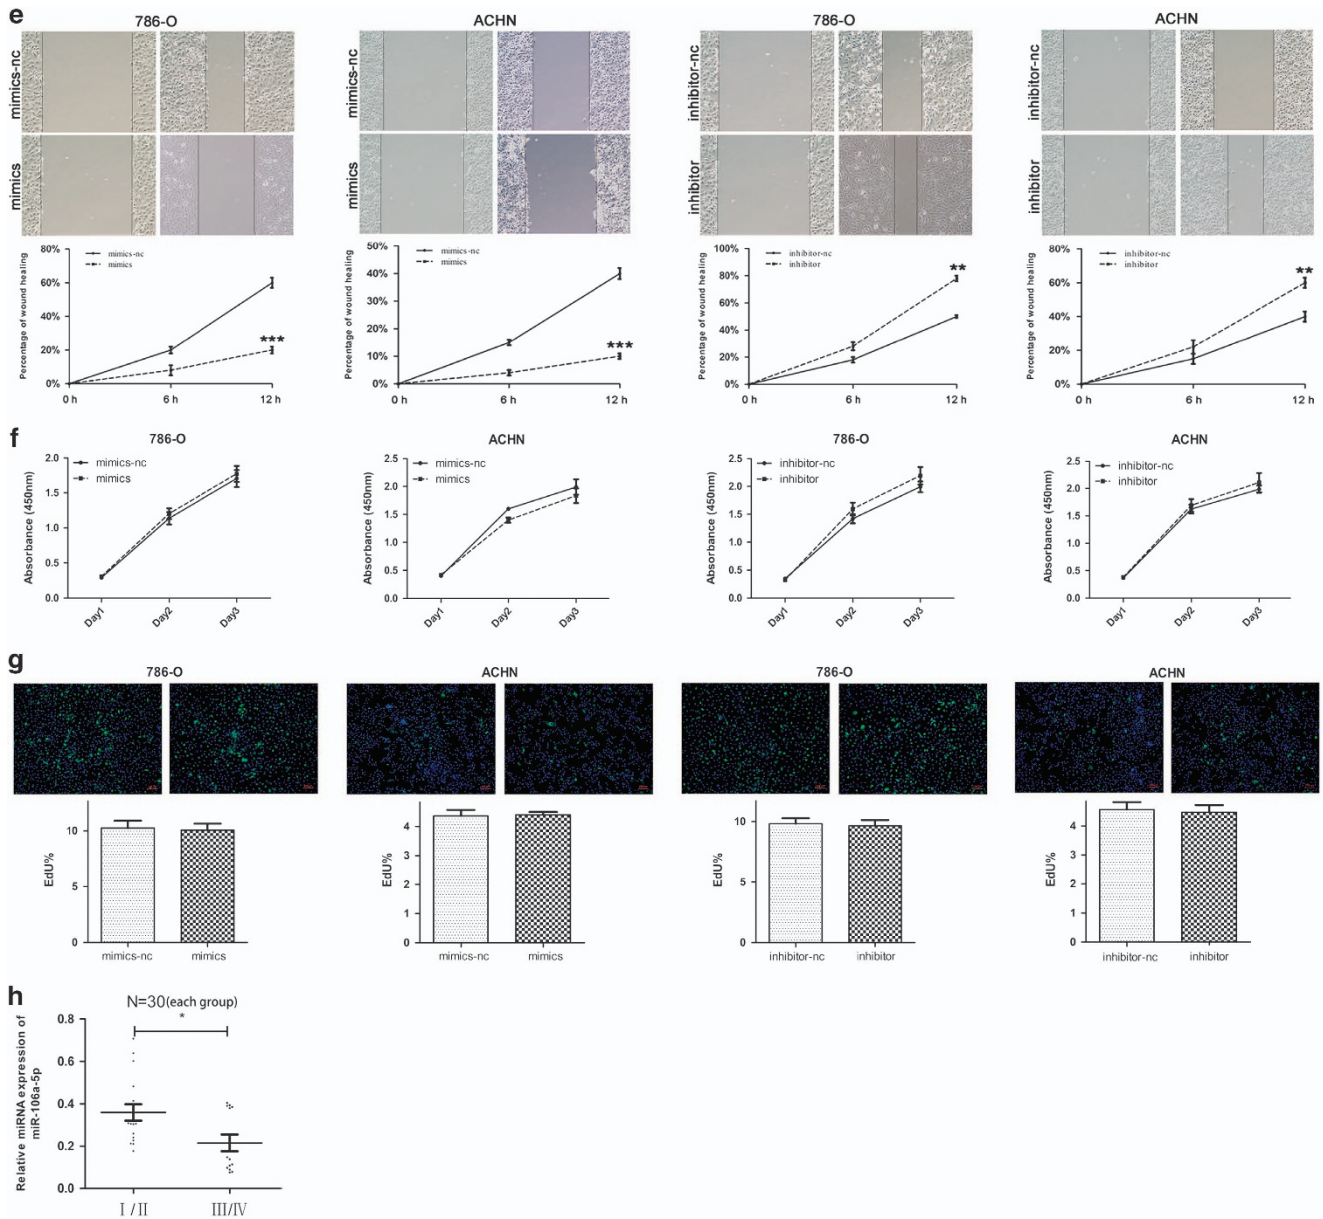 e
786-O
ACHN
786-O
ACHN
mimics-nc
mimics-nc
inhibitor-nc
inhibitor-nc
mimics
mimics
inhibitor
inhibitor
Percentage of wound healing
80%
60%
40%
20%
0%
mimics-nc
mimics
***
0 h
6 h
12 h
Percentage of wound healing
50%
40%
30%
20%
10%
0%
mimics-nc
mimics
***
0 h
6 h
12 h
Percentage of wound healing
100%
80%
60%
40%
20%
0%
inhibitor-nc
inhibitor
**
0 h
6 h
12 h
Percentage of wound healing
100%
80%
60%
40%
20%
0%
inhibitor-nc
inhibitor
**
0 h
6 h
12 h
f
786-O
Absorbance (450nm)
2.0
1.5
1.0
0.5
0.0
mimics-nc
mimics
Day1
Day2
Day3
ACHN
Absorbance (450nm)
2.5
2.0
1.5
1.0
0.5
0.0
mimics-nc
mimics
Day1
Day2
Day3
786-O
Absorbance (450nm)
2.5
2.0
1.5
1.0
0.5
0.0
inhibitor-nc
inhibitor
Day1
Day2
Day3
ACHN
Absorbance (450nm)
2.5
2.0
1.5
1.0
0.5
0.0
inhibitor-nc
inhibitor
Day1
Day2
Day3
g
786-O
EdU%
10
5
0
mimics-nc
mimics
ACHN
EdU%
4
3
2
1
0
mimics-nc
mimics
786-O
EdU%
10
5
0
inhibitor-nc
inhibitor
ACHN
EdU%
4
3
2
1
0
inhibitor-nc
inhibitor
h
N=30(each group)
*
Relative miRNA expression of
miR-106a-5p
0.8
0.6
0.4
0.2
0.0
I / II
III/IV